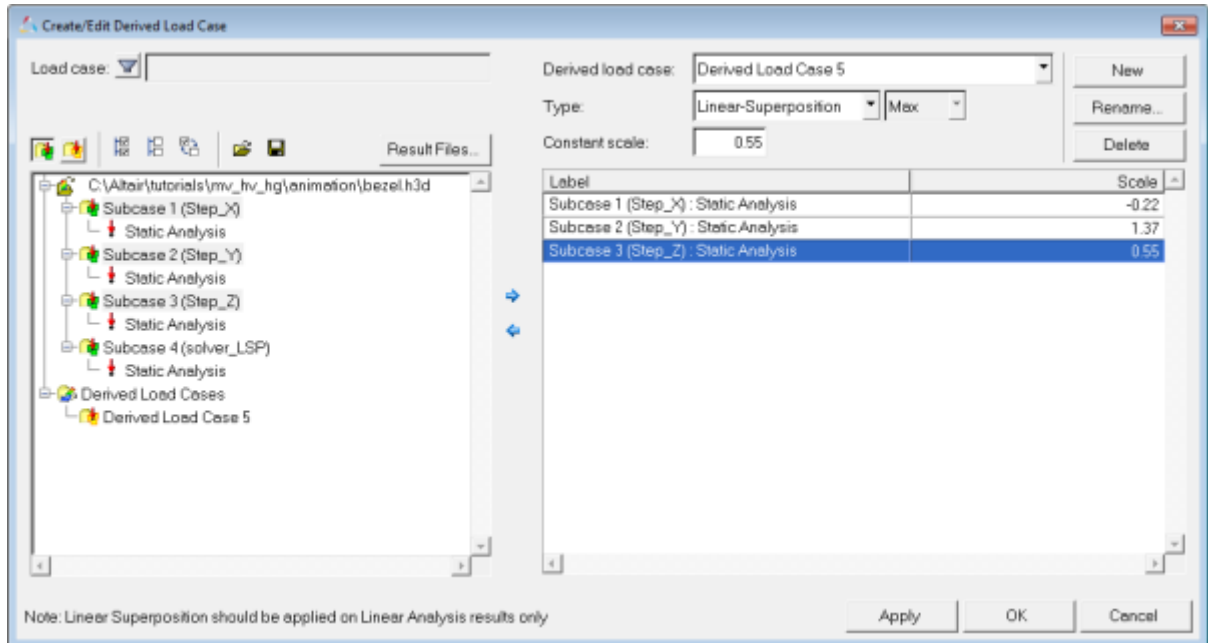 Create/Edit Derived Load Case
Load case:
Result Files...
C:\Altair\tutorials\mv_hv_hg\animation\bezel.h3d
Subcase 1 (Step_X)
Static Analysis
Subcase 2 (Step_Y)
Static Analysis
Subcase 3 (Step_Z)
Static Analysis
Subcase 4 (solver_LSP)
Static Analysis
Derived Load Cases
Derived Load Case 5
Derived load case: Derived Load Case 5 New
Type: Linear-Superposition Max Rename...
Constant scale: 0.55 Delete
Label Scale
Subcase 1 (Step_X) : Static Analysis -0.22
Subcase 2 (Step_Y) : Static Analysis 1.37
Subcase 3 (Step_Z) : Static Analysis 0.55
Note: Linear Superposition should be applied on Linear Analysis results only
Apply OK Cancel